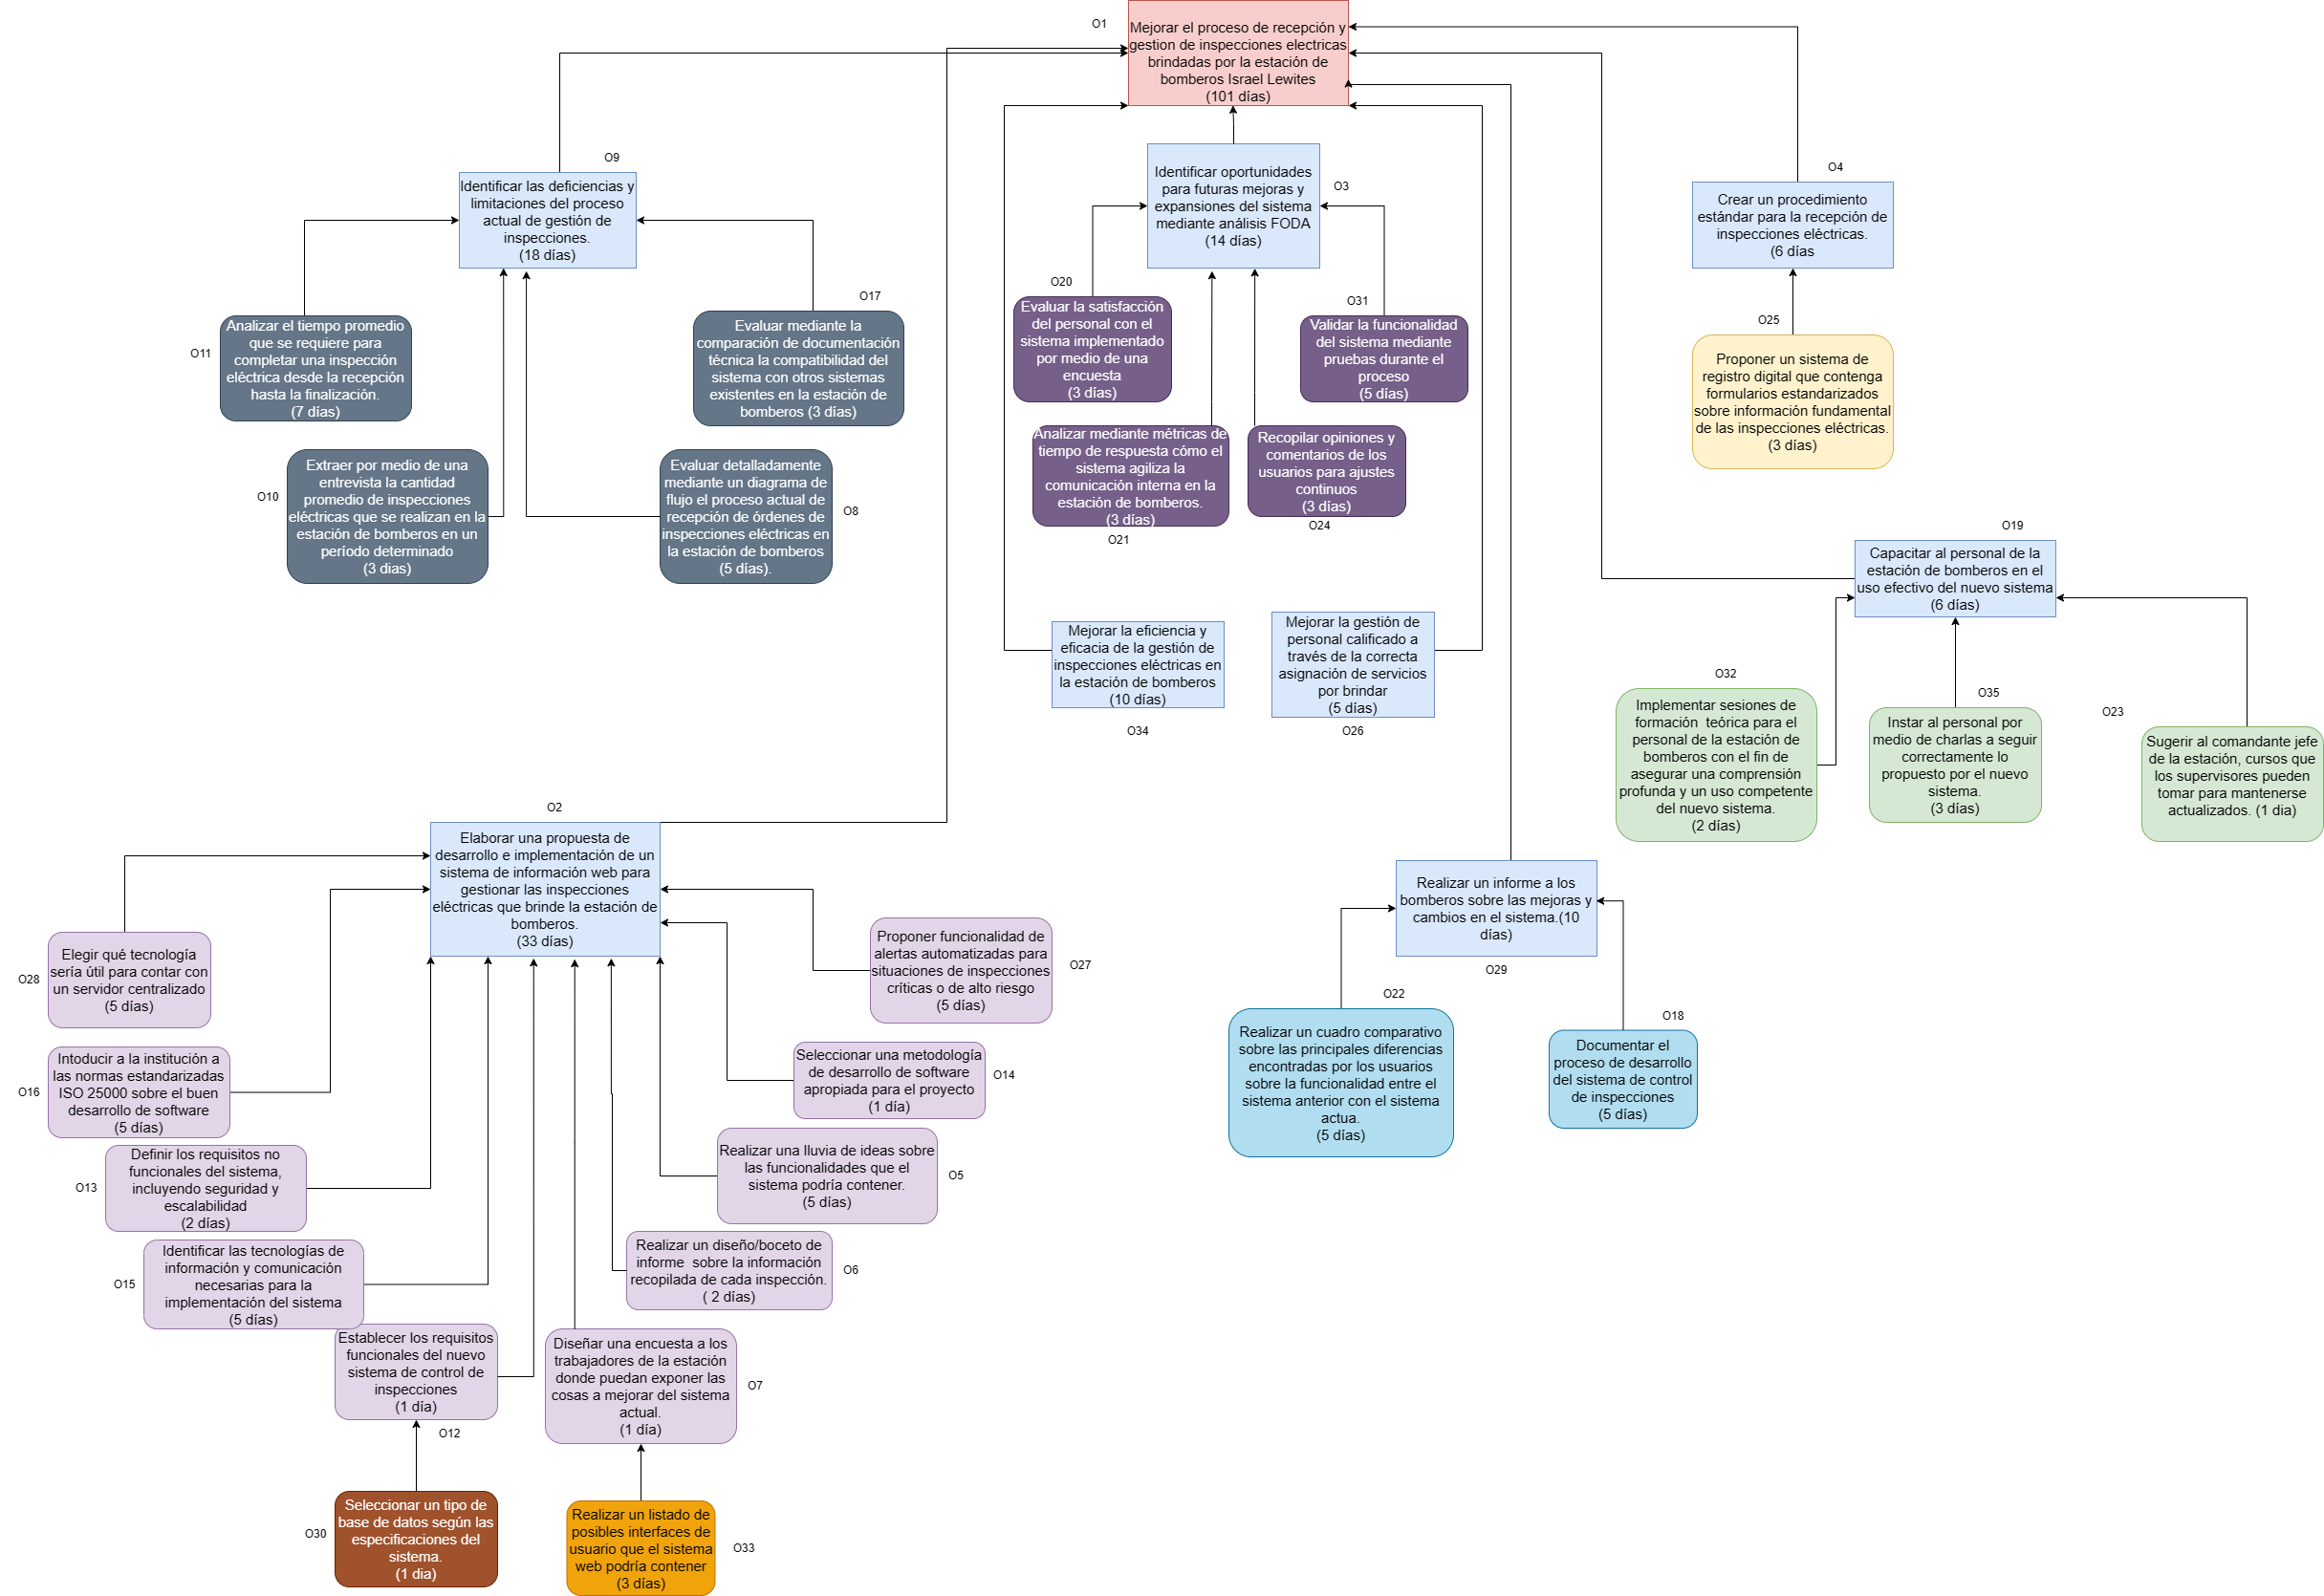 O1
Mejorar el proceso de recepción y
gestion de inspecciones electricas
brindadas por la estación de
bomberos Israel Lewites
(101 días)
O9
Identificar las deficiencias y
limitaciones del proceso
actual de gestión de
inspecciones.
(18 días)
O3
Identificar oportunidades
para futuras mejoras y
expansiones del sistema
mediante análisis FODA
(14 días)
O4
Crear un procedimiento
estándar para la recepción de
inspecciones eléctricas.
(6 días
O11
Analizar el tiempo promedio
que se requiere para
completar una inspección
eléctrica desde la recepción
hasta la finalización.
(7 días)
O17
Evaluar mediante la
comparación de documentación
técnica la compatibilidad del
sistema con otros sistemas
existentes en la estación de
bomberos (3 días)
O20
Evaluar la satisfacción
del personal con el
sistema implementado
por medio de una
encuesta
(3 días)
O31
Validar la funcionalidad
del sistema mediante
pruebas durante el
proceso
(5 días)
O25
Proponer un sistema de
registro digital que contenga
formularios estandarizados
sobre información fundamental
de las inspecciones eléctricas.
(3 días)
O10
Extraer por medio de una
entrevista la cantidad
promedio de inspecciones
eléctricas que se realizan en la
estación de bomberos en un
período determinado
(3 dias)
O8
Evaluar detalladamente
mediante un diagrama de
flujo el proceso actual de
recepción de órdenes de
inspecciones eléctricas en
la estación de bomberos
(5 días).
Analizar mediante métricas de
tiempo de respuesta cómo el
sistema agiliza la
comunicación interna en la
estación de bomberos.
(3 días)
O21
Recopilar opiniones y
comentarios de los
usuarios para ajustes
continuos
(3 días)
O24
O19
Capacitar al personal de la
estación de bomberos en el
uso efectivo del nuevo sistema
(6 días)
Mejorar la eficiencia y
eficacia de la gestión de
inspecciones eléctricas en
la estación de bomberos
(10 días)
O34
Mejorar la gestión de
personal calificado a
través de la correcta
asignación de servicios
por brindar
(5 días)
O26
O32
Implementar sesiones de
formación  teórica para el
personal de la estación de
bomberos con el fin de
asegurar una comprensión
profunda y un uso competente
del nuevo sistema.
(2 días)
O35
Instar al personal por
medio de charlas a seguir
correctamente lo
propuesto por el nuevo
sistema.
(3 días)
O23
Sugerir al comandante jefe
de la estación, cursos que
los supervisores pueden
tomar para mantenerse
actualizados. (1 dia)
O2
Elaborar una propuesta de
desarrollo e implementación de un
sistema de información web para
gestionar las inspecciones
eléctricas que brinde la estación de
bomberos.
(33 días)
Realizar un informe a los
bomberos sobre las mejoras y
cambios en el sistema.(10
días)
O29
O28
Elegir qué tecnología
sería útil para contar con
un servidor centralizado
(5 días)
O27
Proponer funcionalidad de
alertas automatizadas para
situaciones de inspecciones
críticas o de alto riesgo
(5 días)
O22
Realizar un cuadro comparativo
sobre las principales diferencias
encontradas por los usuarios
sobre la funcionalidad entre el
sistema anterior con el sistema
actua.
(5 días)
O18
Documentar el
proceso de desarrollo
del sistema de control
de inspecciones
(5 días)
O16
Intoducir a la institución a
las normas estandarizadas
ISO 25000 sobre el buen
desarrollo de software
(5 días)
O14
Seleccionar una metodología
de desarrollo de software
apropiada para el proyecto
(1 día)
O13
Definir los requisitos no
funcionales del sistema,
incluyendo seguridad y
escalabilidad
(2 días)
O5
Realizar una lluvia de ideas sobre
las funcionalidades que el
sistema podría contener.
(5 días)
O15
Identificar las tecnologías de
información y comunicación
necesarias para la
implementación del sistema
(5 días)
O6
Realizar un diseño/boceto de
informe  sobre la información
recopilada de cada inspección.
( 2 días)
Establecer los requisitos
funcionales del nuevo
sistema de control de
inspecciones
(1 día)
O12
O7
Diseñar una encuesta a los
trabajadores de la estación
donde puedan exponer las
cosas a mejorar del sistema
actual.
(1 día)
O30
Seleccionar un tipo de
base de datos según las
especificaciones del
sistema.
(1 dia)
O33
Realizar un listado de
posibles interfaces de
usuario que el sistema
web podría contener
(3 días)